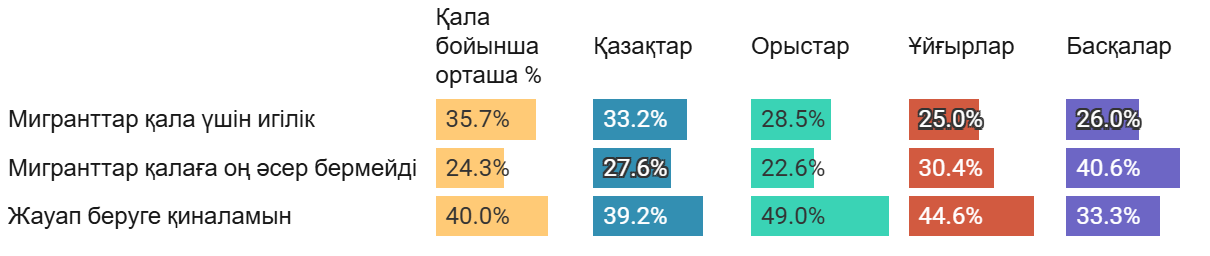 Қала
бойынша
орташа %
Қазақтар
Орыстар
Ұйғырлар
Басқалар
Мигранттар қала үшін игілік
35.7%
33.2%
28.5%
25.0%
26.0%
Мигранттар қалаға оң әсер бермейді
24.3%
27.6%
22.6%
30.4%
40.6%
Жауап беруге қиналамын
40.0%
39.2%
49.0%
44.6%
33.3%